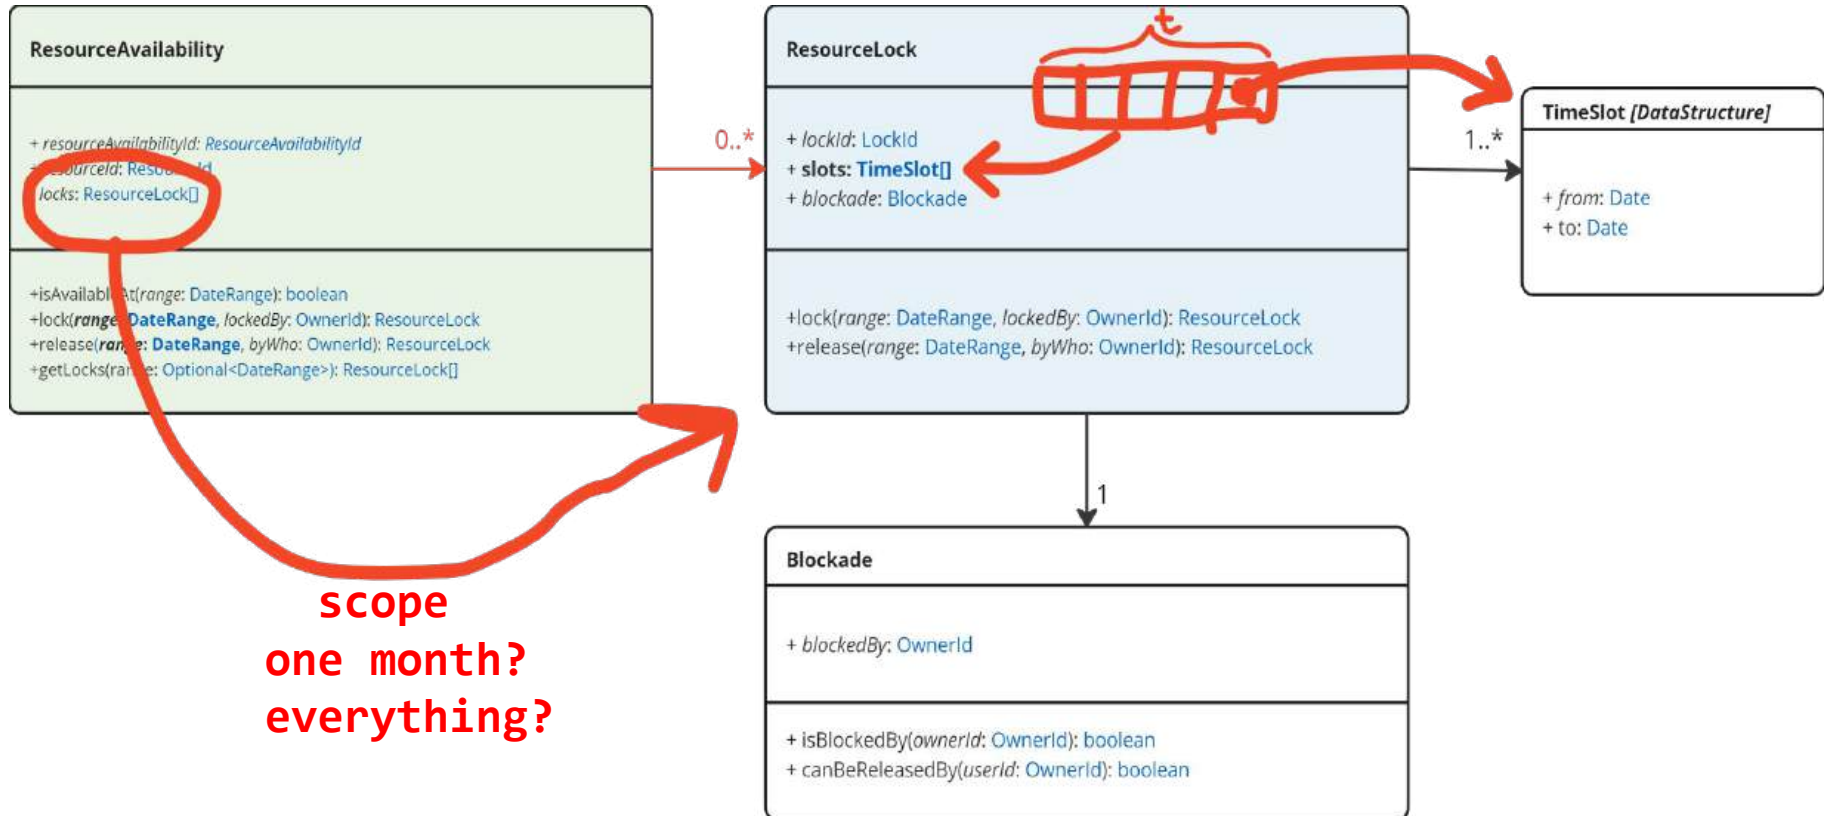 ResourceAvailability
+ resourceAvailabilityId: ResourceAvailabilityId
locks: ResourceLock[]
+isAvailableAt(range: DateRange): boolean
+lock(range: DateRange, lockedBy: OwnerId): ResourceLock
+release(range: DateRange, byWho: OwnerId): ResourceLock
+getLocks(range: Optional<DateRange>): ResourceLock[]
0..*
t
ResourceLock
+ lockId: LockId
+ slots: TimeSlot[]
+ blockade: Blockade
+lock(range: DateRange, lockedBy: OwnerId): ResourceLock
+release(range: DateRange, byWho: OwnerId): ResourceLock
1..*
TimeSlot [DataStructure]
+ from: Date
+ to: Date
1
scope
one month?
everything?
Blockade
+ blockedBy: OwnerId
+ isBlockedBy(ownerId: OwnerId): boolean
+ canBeReleasedBy(userId: OwnerId): boolean